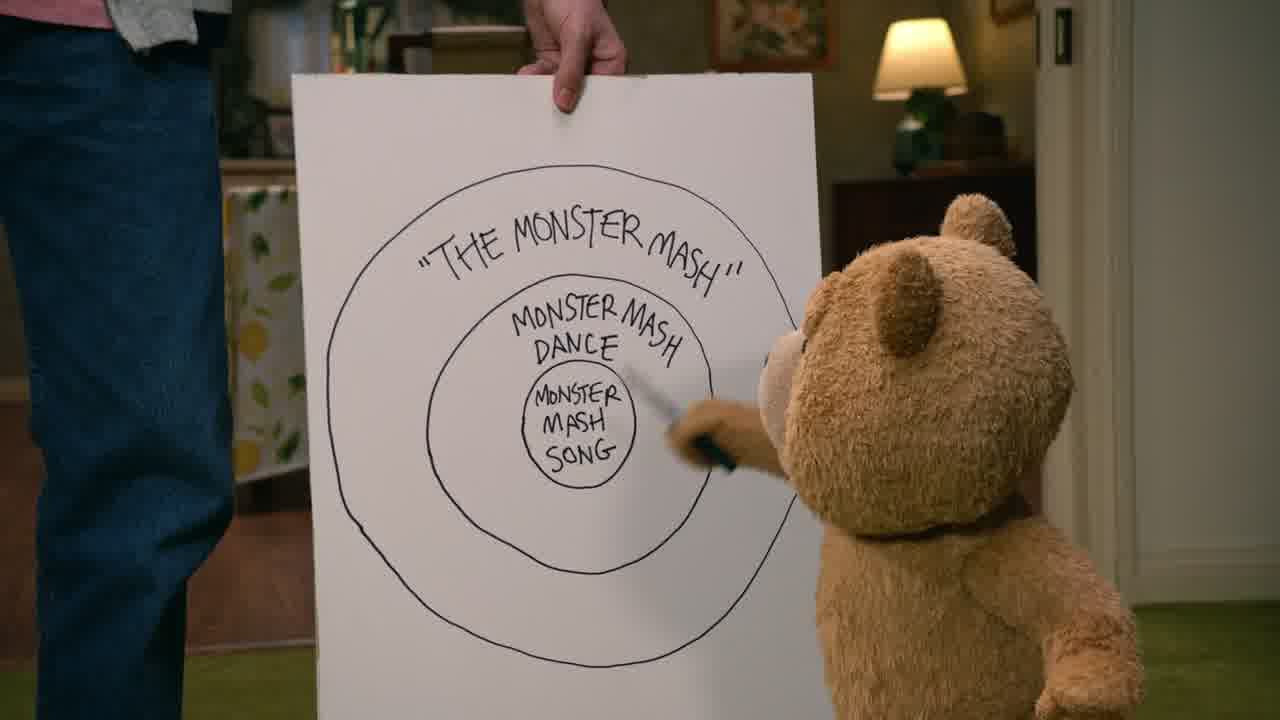 "THE MONSTER MASH"
MONSTER MASH
DANCE
MONSTER
MASH
SONG